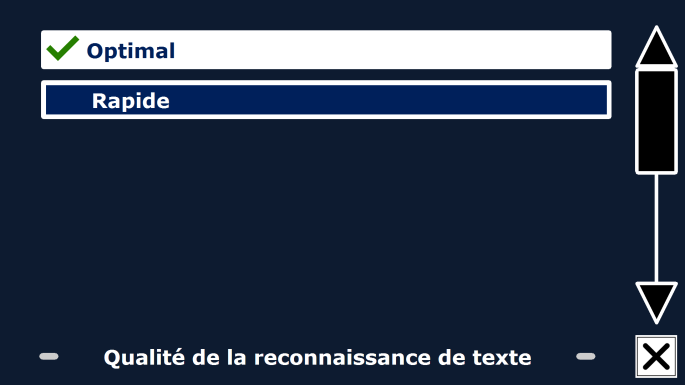 Optimal
Rapide
Qualité de la reconnaissance de texte